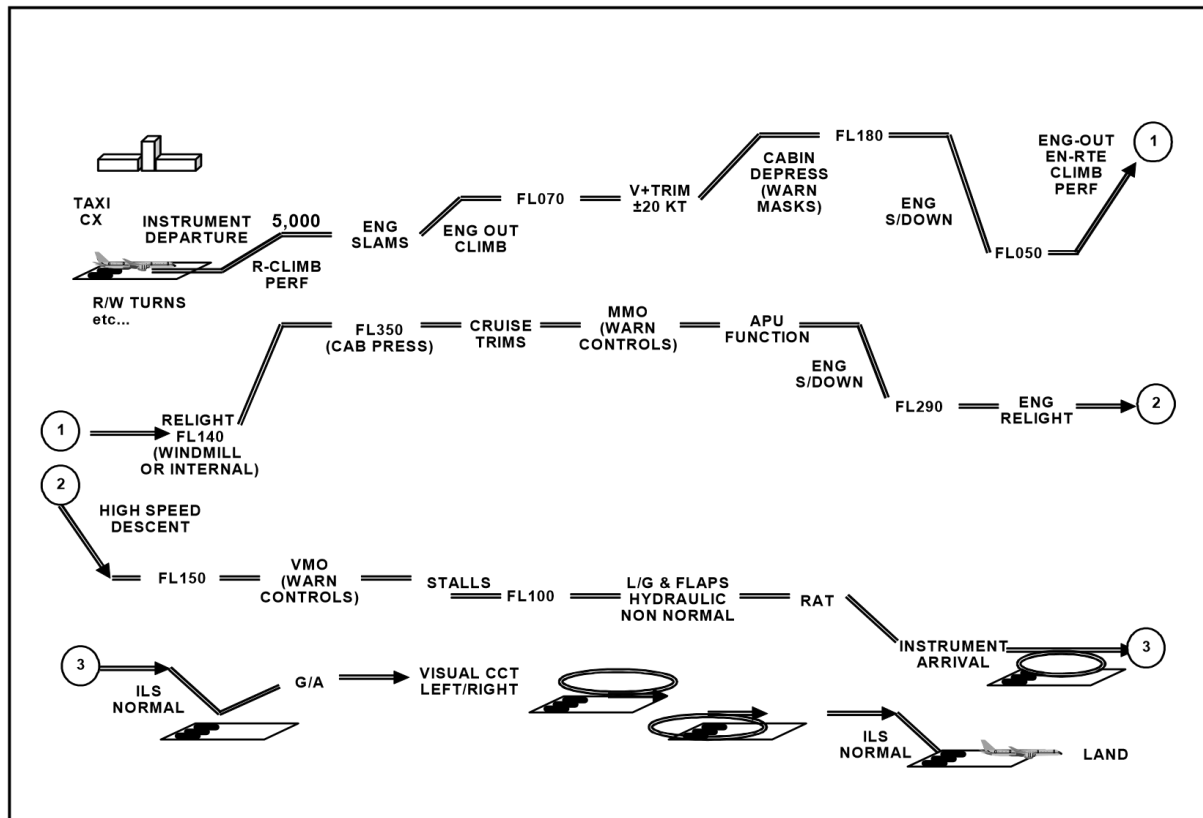 TAXI
CX
INSTRUMENT
DEPARTURE
5,000
R-CLIMB
PERF
R/W TURNS
etc...
ENG
SLAMS
ENG OUT
CLIMB
FL070
V+TRIM
±20 KT
CABIN
DEPRESS
(WARN
MASKS)
FL180
ENG
S/DOWN
FL050
ENG-OUT
EN-RTE
CLIMB
PERF
1
1
RELIGHT
FL140
(WINDMILL
OR INTERNAL)
FL350
(CAB PRESS)
CRUISE
TRIMS
MMO
(WARN
CONTROLS)
APU
FUNCTION
ENG
S/DOWN
FL290
ENG
RELIGHT
2
2
HIGH SPEED
DESCENT
FL150
VMO
(WARN
CONTROLS)
STALLS
FL100
L/G & FLAPS
HYDRAULIC
NON NORMAL
RAT
INSTRUMENT
ARRIVAL
3
3
ILS
NORMAL
G/A
VISUAL CCT
LEFT/RIGHT
ILS
NORMAL
LAND